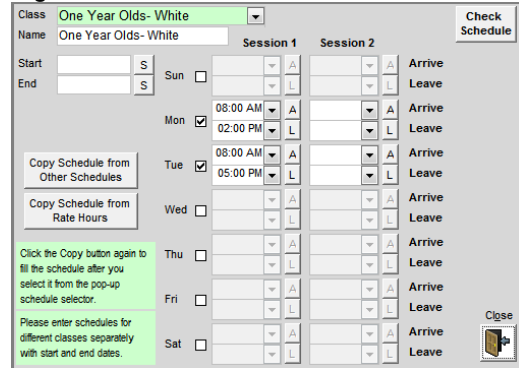 Class One Year Olds- White Check Schedule
Name One Year Olds- White
Session 1 Session 2
Start S
End S
Sun A A Arrive
L L Leave
Mon 08:00 AM A A Arrive
02:00 PM L L Leave
Tue 08:00 AM A A Arrive
05:00 PM L L Leave
Copy Schedule from
Other Schedules
Wed A A Arrive
L L Leave
Copy Schedule from
Rate Hours
Thu A A Arrive
L L Leave
Click the Copy button again to
fill the schedule after you
select it from the pop-up
schedule selector.
Fri A A Arrive
L L Leave
Please enter schedules for
different classes separately
with start and end dates.
Sat A A Arrive
L L Leave
Close